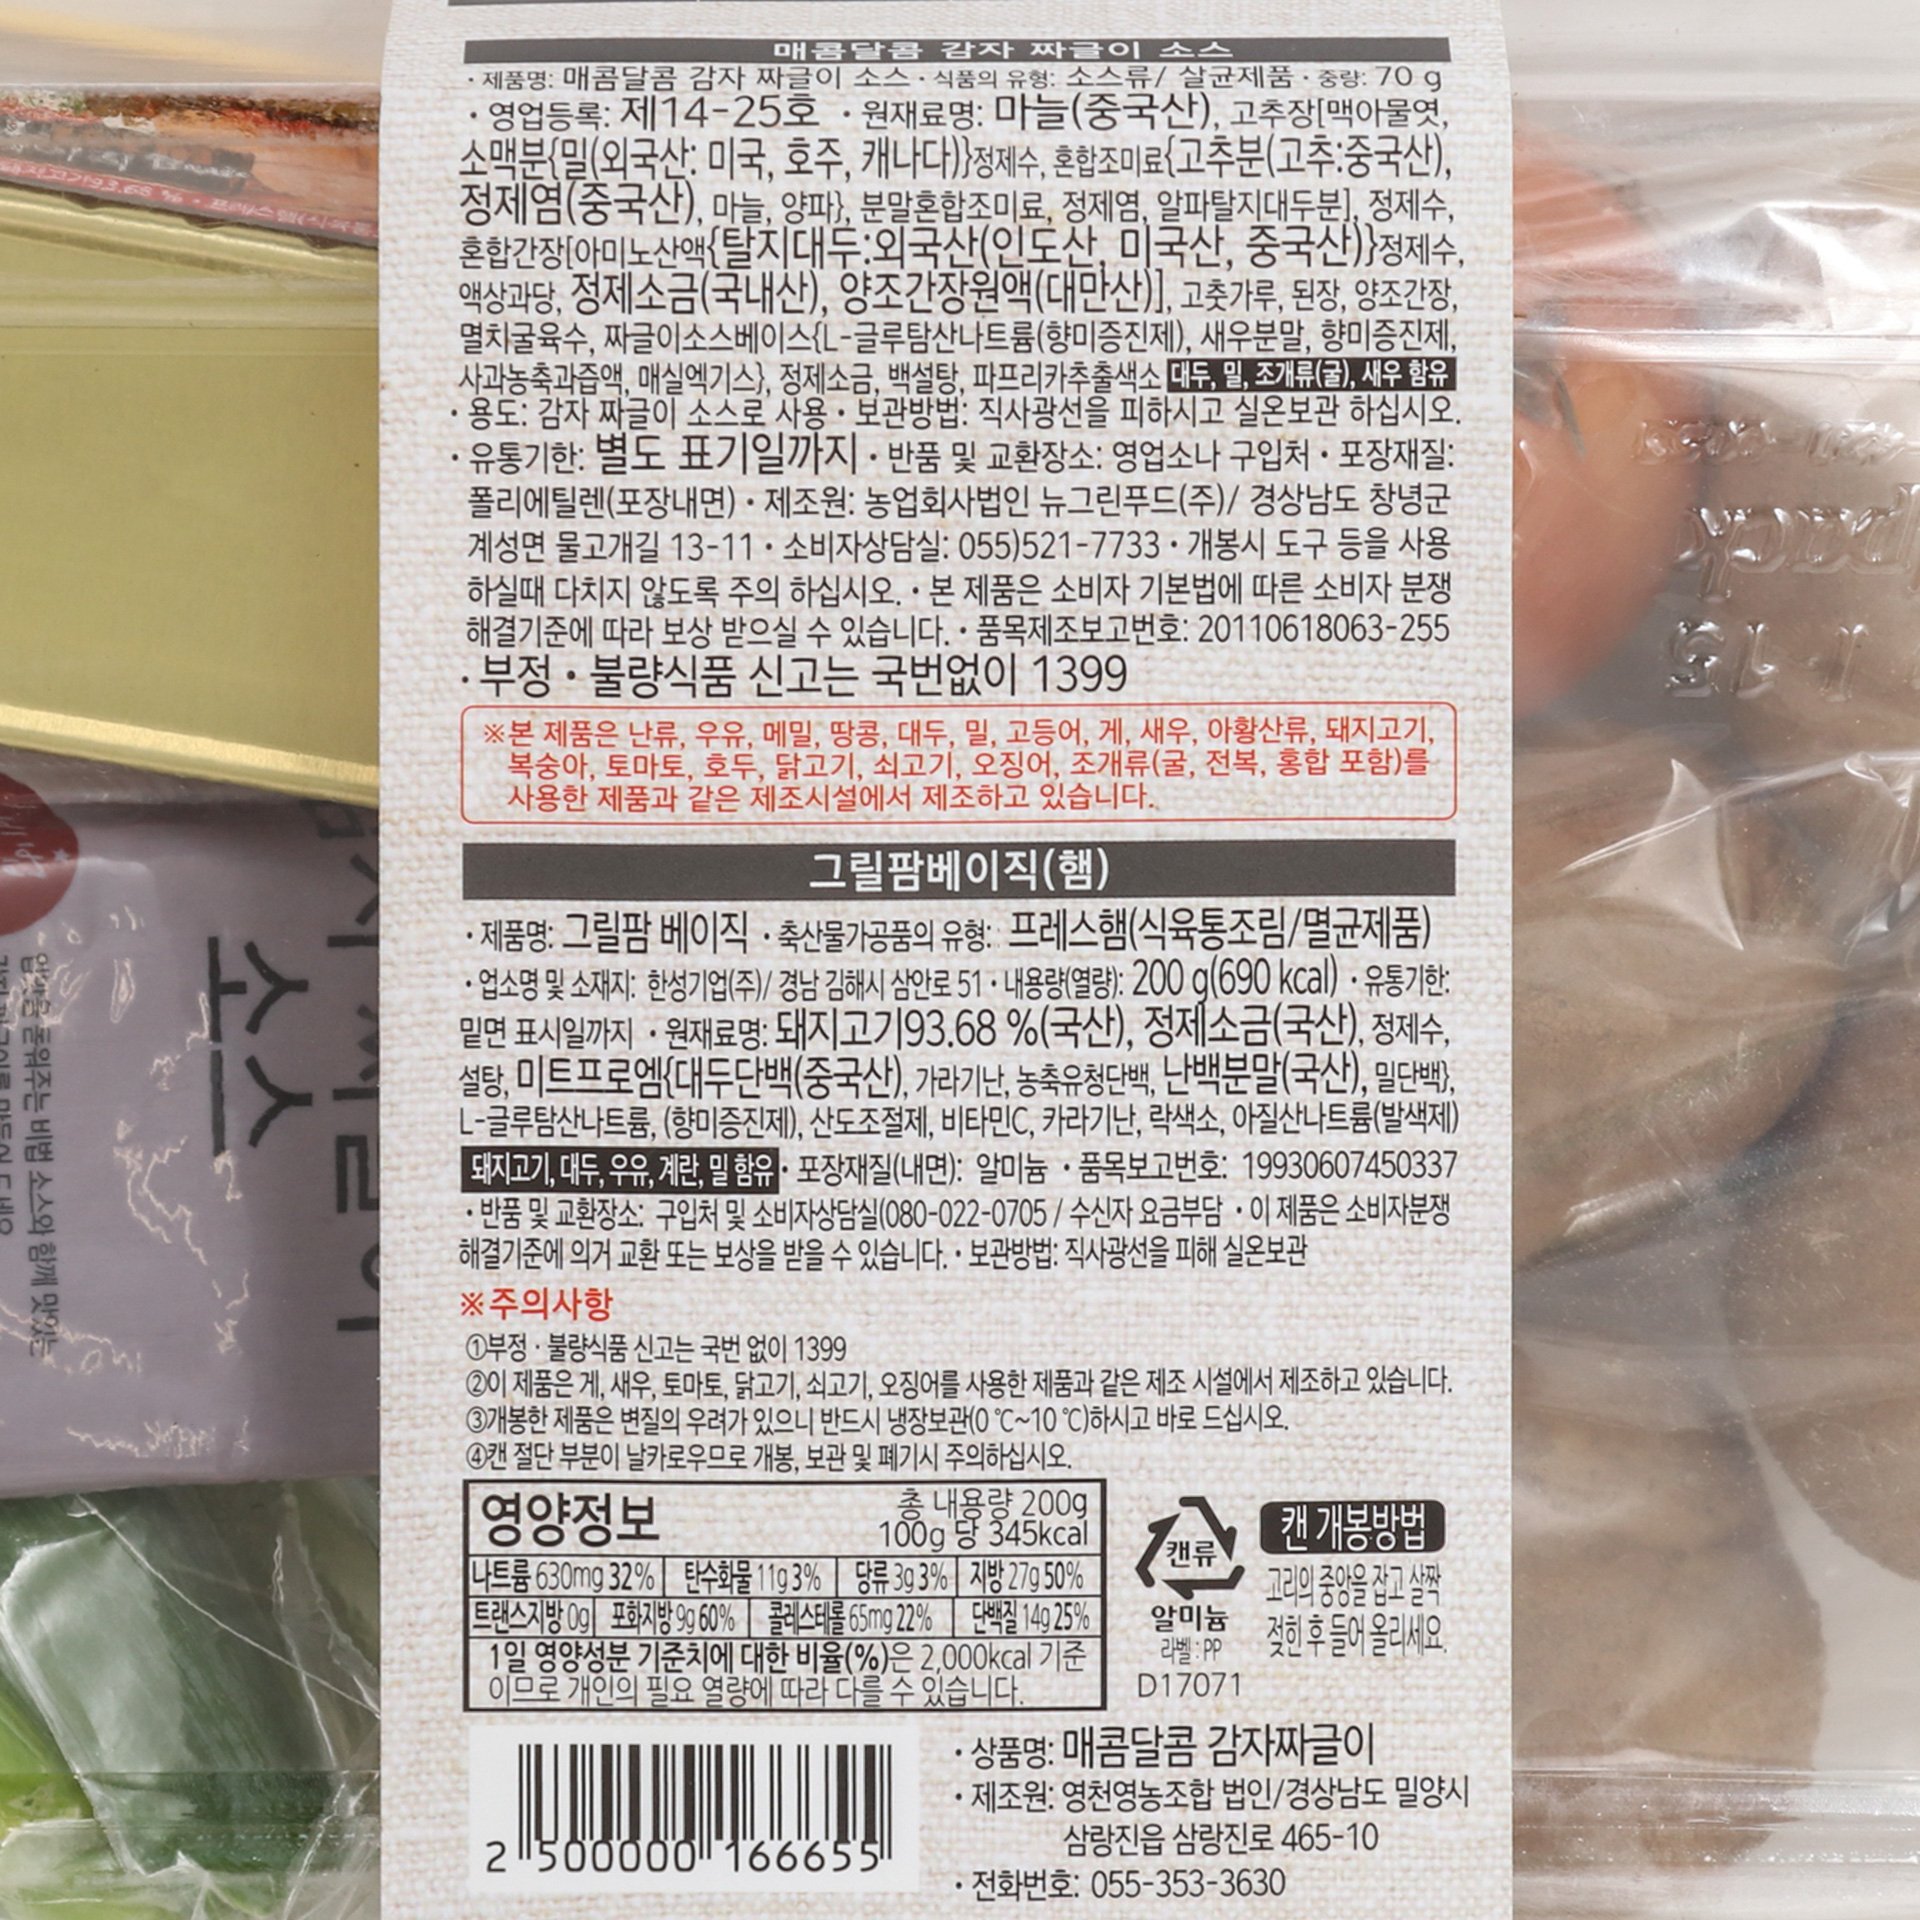 매콤달콤 감자 짜글이 소스
· 제품명: 매콤달콤 감자 짜글이 소스 · 식품의 유형: 소스류/ 살균제품 · 중량: 70 g
· 영업등록: 제14-25호 · 원재료명: 마늘(중국산), 고추장[맥아물엿,
소맥분{밀(외국산: 미국, 호주, 캐나다)}정제수, 혼합조미료{고추분(고추:중국산),
정제염(중국산), 마늘, 양파}, 분말혼합조미료, 정제염, 알파탈지대두분], 정제수,
혼합간장[아미노산액{탈지대두:외국산(인도산, 미국산, 중국산)}정제수,
액상과당, 정제소금(국내산), 양조간장원액(대만산)], 고춧가루, 된장, 양조간장,
멸치굴육수, 짜글이소스베이스{L-글루탐산나트륨(향미증진제), 새우분말, 향미증진제,
사과농축과즙액, 매실엑기스}, 정제소금, 백설탕, 파프리카추출색소 대두, 밀, 조개류(굴), 새우 함유
· 용도: 감자 짜글이 소스로 사용 · 보관방법: 직사광선을 피하시고 실온보관 하십시오.
· 유통기한: 별도 표기일까지 · 반품 및 교환장소: 영업소나 구입처 · 포장재질:
폴리에틸렌(포장내면) · 제조원: 농업회사법인 뉴그린푸드(주)/ 경상남도 창녕군
계성면 물고개길 13-11 · 소비자상담실: 055)521-7733 · 개봉시 도구 등을 사용
하실때 다치지 않도록 주의 하십시오. · 본 제품은 소비자 기본법에 따른 소비자 분쟁
해결기준에 따라 보상 받으실 수 있습니다. · 품목제조보고번호: 20110618063-255
· 부정 · 불량식품 신고는 국번없이 1399
※본 제품은 난류, 우유, 메밀, 땅콩, 대두, 밀, 고등어, 게, 새우, 아황산류, 돼지고기,
복숭아, 토마토, 호두, 닭고기, 쇠고기, 오징어, 조개류(굴, 전복, 홍합 포함)를
사용한 제품과 같은 제조시설에서 제조하고 있습니다.
그릴팜베이직(햄)
· 제품명: 그릴팜 베이직 · 축산물가공품의 유형: 프레스햄(식육통조림/멸균제품)
· 업소명 및 소재지: 한성기업(주)/ 경남 김해시 삼안로 51 · 내용량(열량): 200 g(690 kcal) · 유통기한:
밑면 표시일까지 · 원재료명: 돼지고기93.68 %(국산), 정제소금(국산), 정제수,
설탕, 미트프로엠{대두단백(중국산), 가라기난, 농축유청단백, 난백분말(국산), 밀단백},
L-글루탐산나트륨, (향미증진제), 산도조절제, 비타민C, 카라기난, 락색소, 아질산나트륨(발색제)
돼지고기, 대두, 우유, 계란, 밀 함유 · 포장재질(내면): 알미늄 · 품목보고번호: 19930607450337
· 반품 및 교환장소: 구입처 및 소비자상담실(080-022-0705 / 수신자 요금부담 · 이 제품은 소비자분쟁
해결기준에 의거 교환 또는 보상을 받을 수 있습니다. · 보관방법: 직사광선을 피해 실온보관
※주의사항
①부정 · 불량식품 신고는 국번 없이 1399
②이 제품은 게, 새우, 토마토, 닭고기, 쇠고기, 오징어를 사용한 제품과 같은 제조 시설에서 제조하고 있습니다.
③개봉한 제품은 변질의 우려가 있으니 반드시 냉장보관(0 ℃~10 ℃)하시고 바로 드십시오.
④캔 절단 부분이 날카로우므로 개봉, 보관 및 폐기시 주의하십시오.
영양정보
총 내용량 200g
100g 당 345kcal
나트륨 630mg 32% 탄수화물 11g 3% 당류 3g 3% 지방 27g 50%
트랜스지방 0g 포화지방 9g 60% 콜레스테롤 65mg 22% 단백질 14g 25%
1일 영양성분 기준치에 대한 비율(%)은 2,000kcal 기준
이므로 개인의 필요 열량에 따라 다를 수 있습니다.
캔류
알미늄
라벨 : PP
D17071
캔 개봉방법
고리의 중앙을 잡고 살짝
젖힌 후 들어 올리세요.
2 500000 166655
· 상품명: 매콤달콤 감자짜글이
· 제조원: 영천영농조합 법인/경상남도 밀양시
삼랑진읍 삼랑진로 465-10
· 전화번호: 055-353-3630
소스